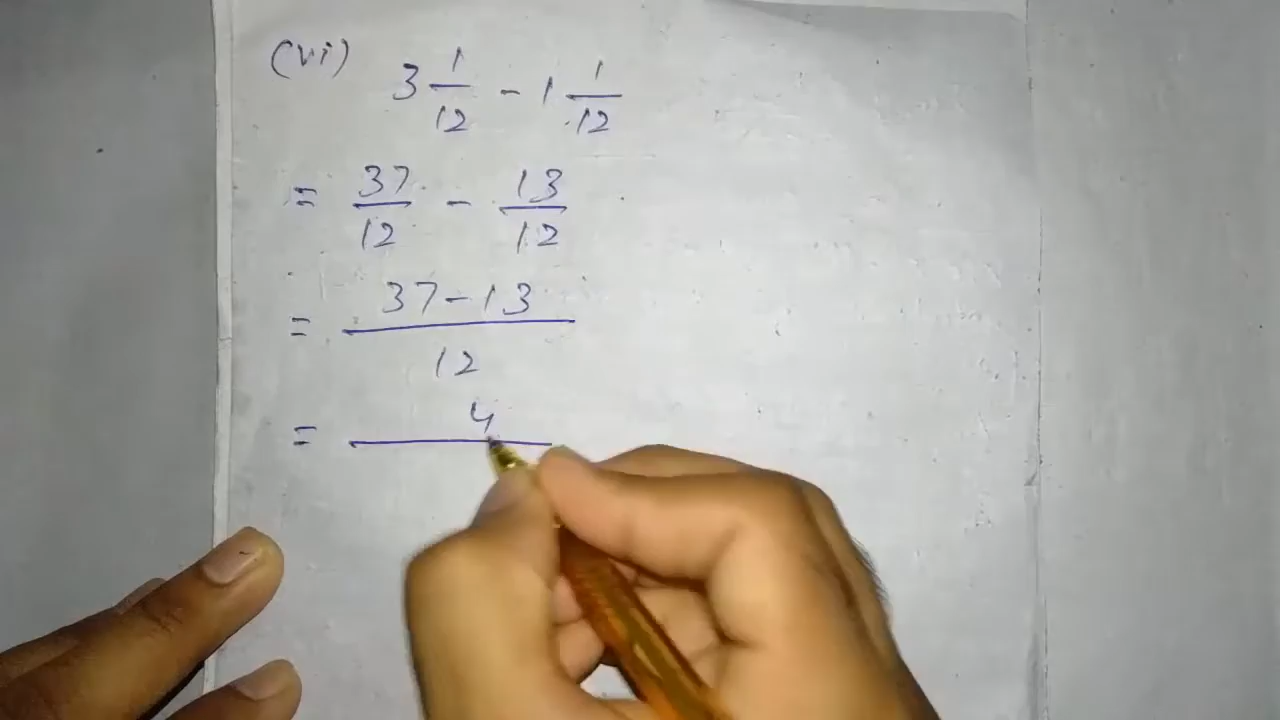 (vi) 3 1/12 - 1 1/12
= 37/12 - 13/12
= 37-13/12
= 4